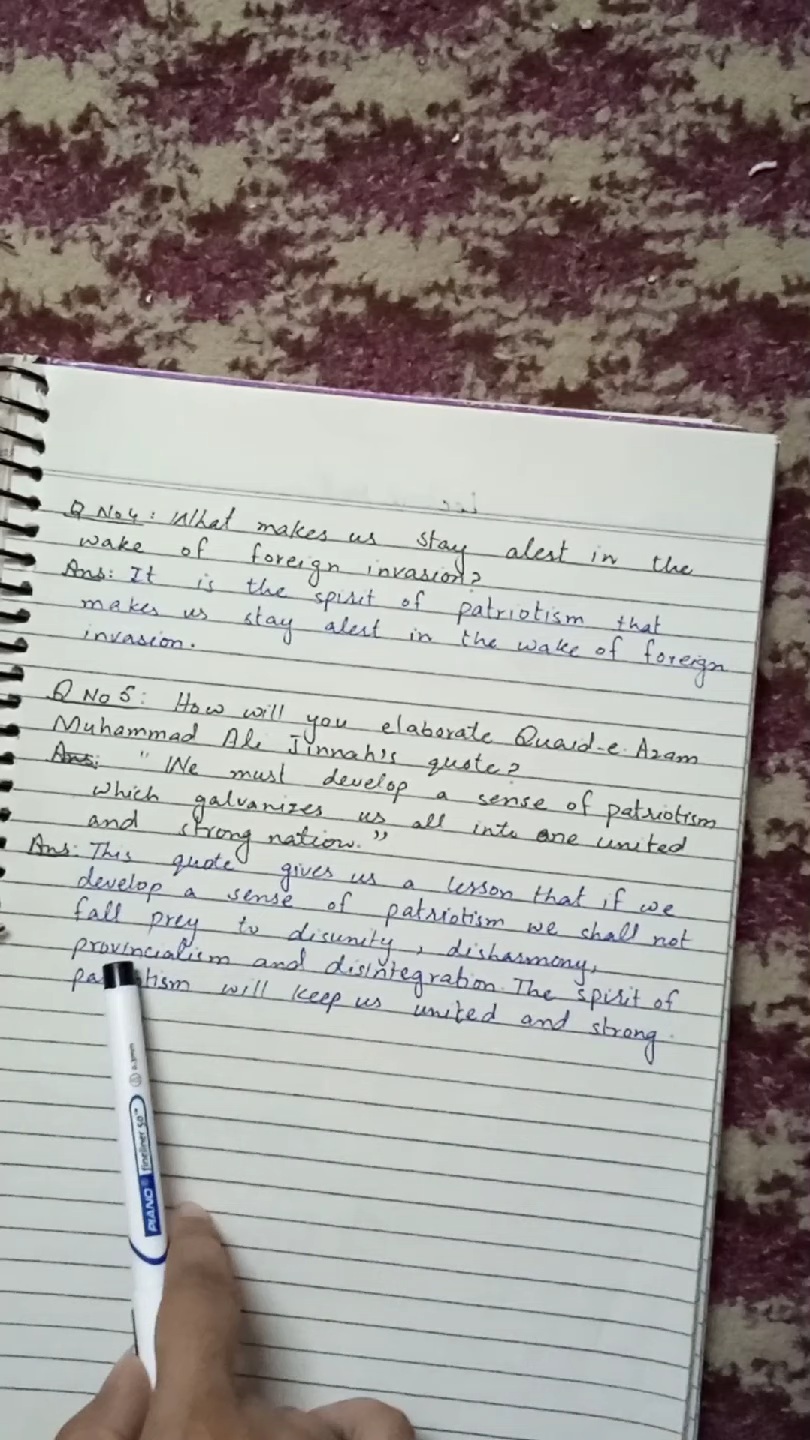 Q No4: What makes us stay alert in the
wake of foreign invasion?
Ans: It is the spirit of patriotism that
makes us stay alert in the wake of foreign
invasion.
Q No 5: How will you elaborate Quaid-e-Azam
Muhammad Ali Jinnah's quote?
Ans: "We must develop a sense of patriotism
which galvanizes us all into one united
and strong nation."
Ans: This quote gives us a lesson that if we
develop a sense of patriotism we shall not
fall prey to disunity, disharmony,
provincialism and disintegration. The spirit of
pa tism will keep us united and strong.
PIANO fineliner